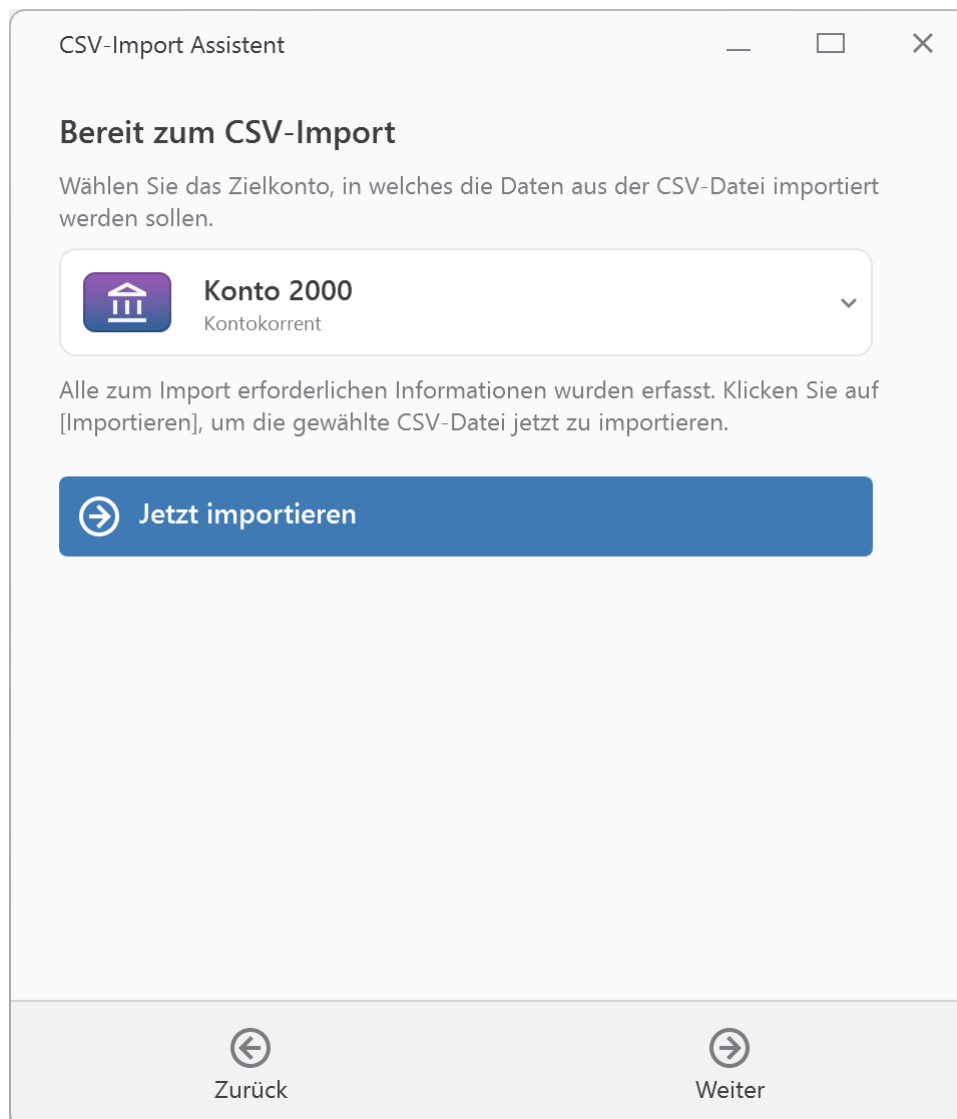 CSV-Import Assistent
Bereit zum CSV-Import
Wählen Sie das Zielkonto, in welches die Daten aus der CSV-Datei importiert
werden sollen.
Konto 2000
Kontokorrent
Alle zum Import erforderlichen Informationen wurden erfasst. Klicken Sie auf
[Importieren], um die gewählte CSV-Datei jetzt zu importieren.
Jetzt importieren
Zurück
Weiter